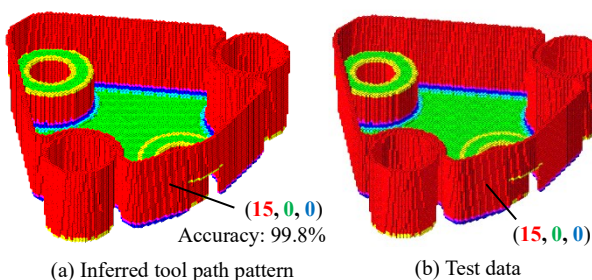 (15, 0, 0)
Accuracy: 99.8%
(15, 0, 0)
(a) Inferred tool path pattern
(b) Test data